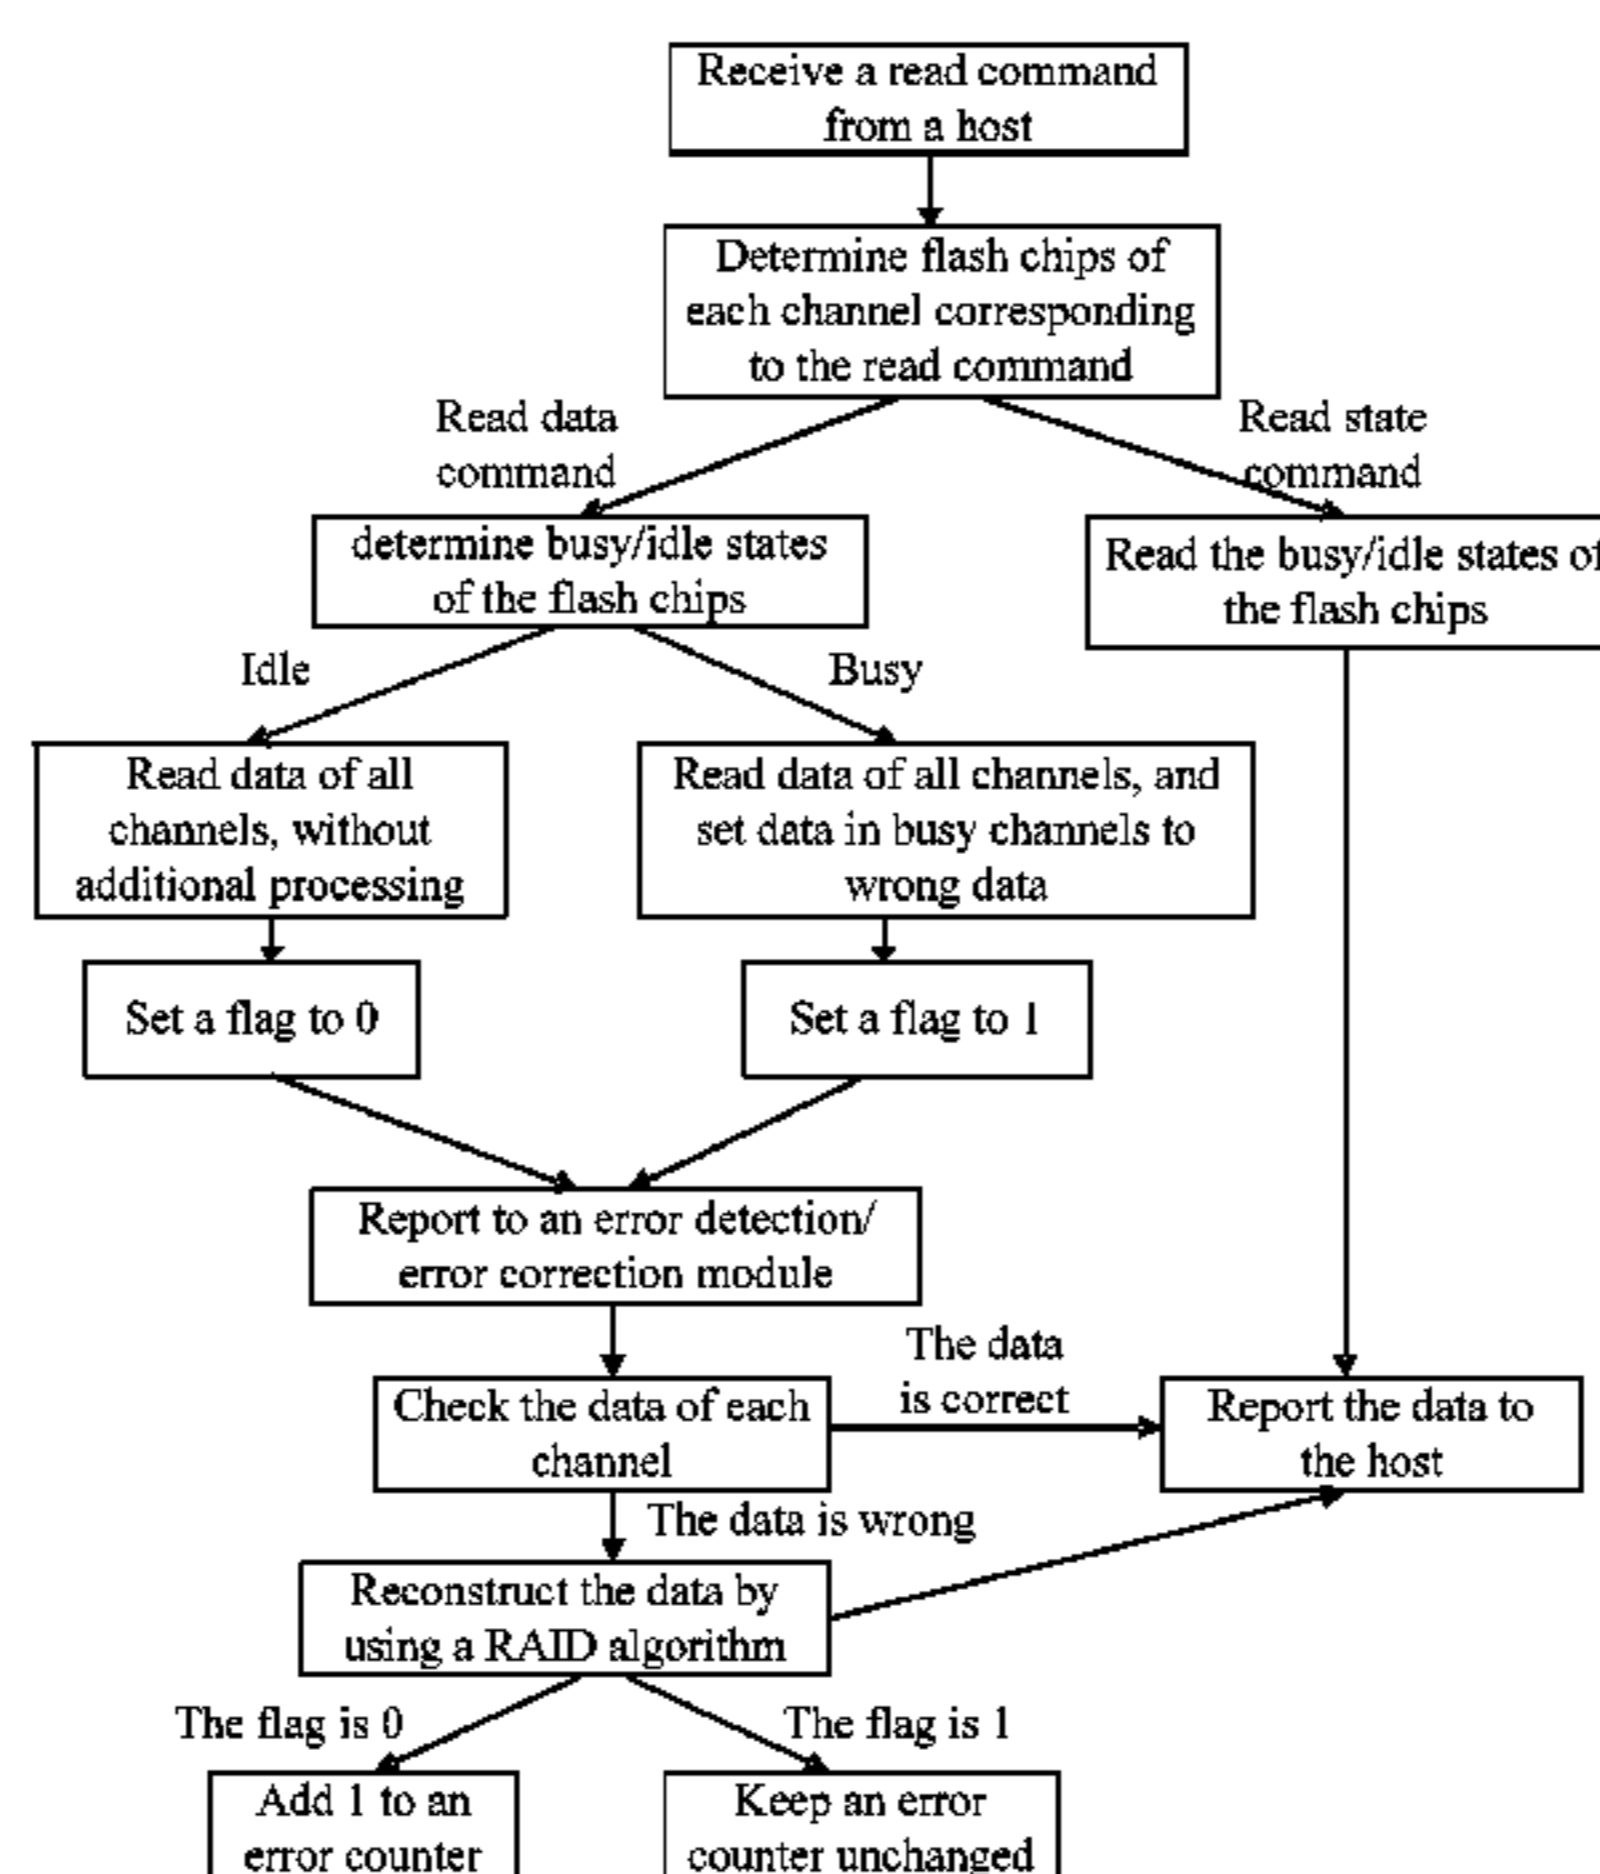 Receive a read command
from a host
Determine flash chips of
each channel corresponding
to the read command
Read data
command
Read state
command
determine busy/idle states
of the flash chips
Read the busy/idle states of
the flash chips
Idle
Busy
Read data of all
channels, without
additional processing
Read data of all channels, and
set data in busy channels to
wrong data
Set a flag to 0
Set a flag to 1
Report to an error detection/
error correction module
The data
is correct
Check the data of each
channel
Report the data to
the host
The data is wrong
Reconstruct the data by
using a RAID algorithm
The flag is 0
The flag is 1
Add 1 to an
error counter
Keep an error
counter unchanged